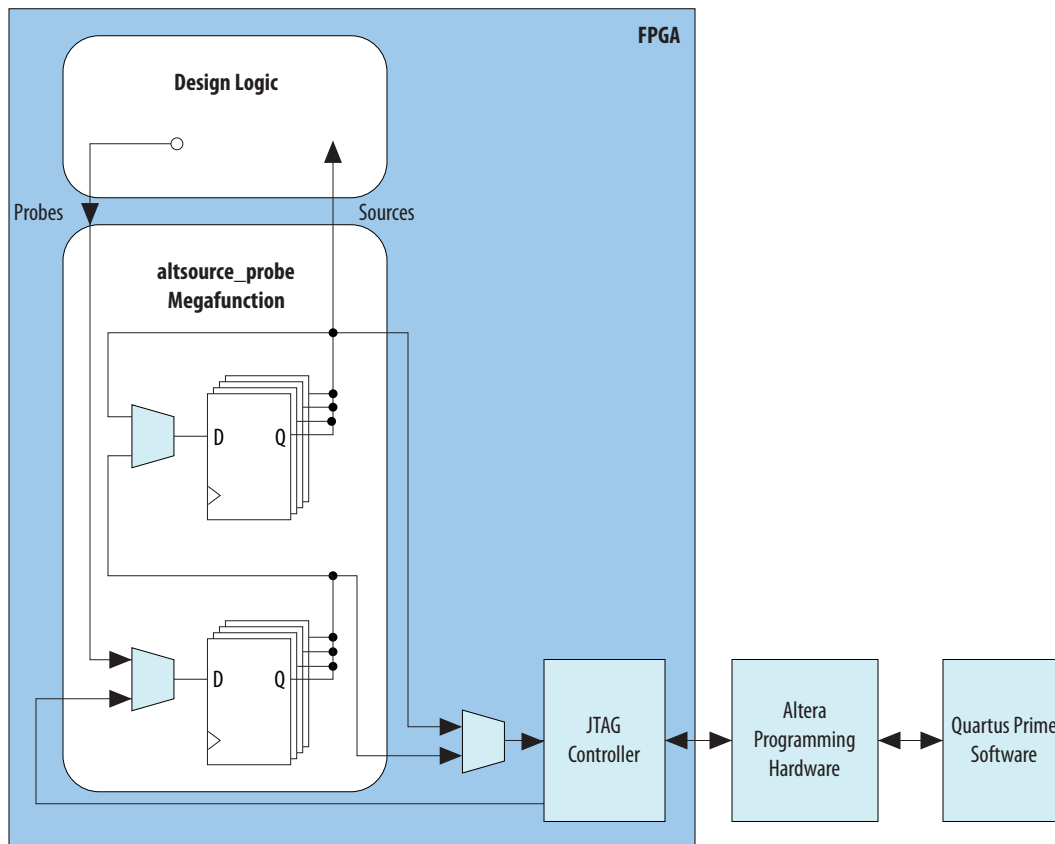 FPGA
Design Logic
Probes
Sources
altsource_probe
Megafunction
D
Q
D
Q
JTAG
Controller
Altera
Programming
Hardware
Quartus Prime
Software